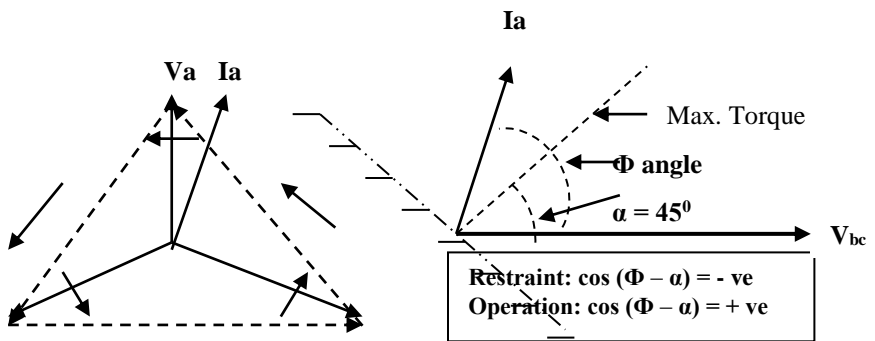 Ia
Va Ia
Max. Torque
Φ angle
α = 45⁰
Vbc
Restraint: cos (Φ – α) = - ve
Operation: cos (Φ – α) = + ve